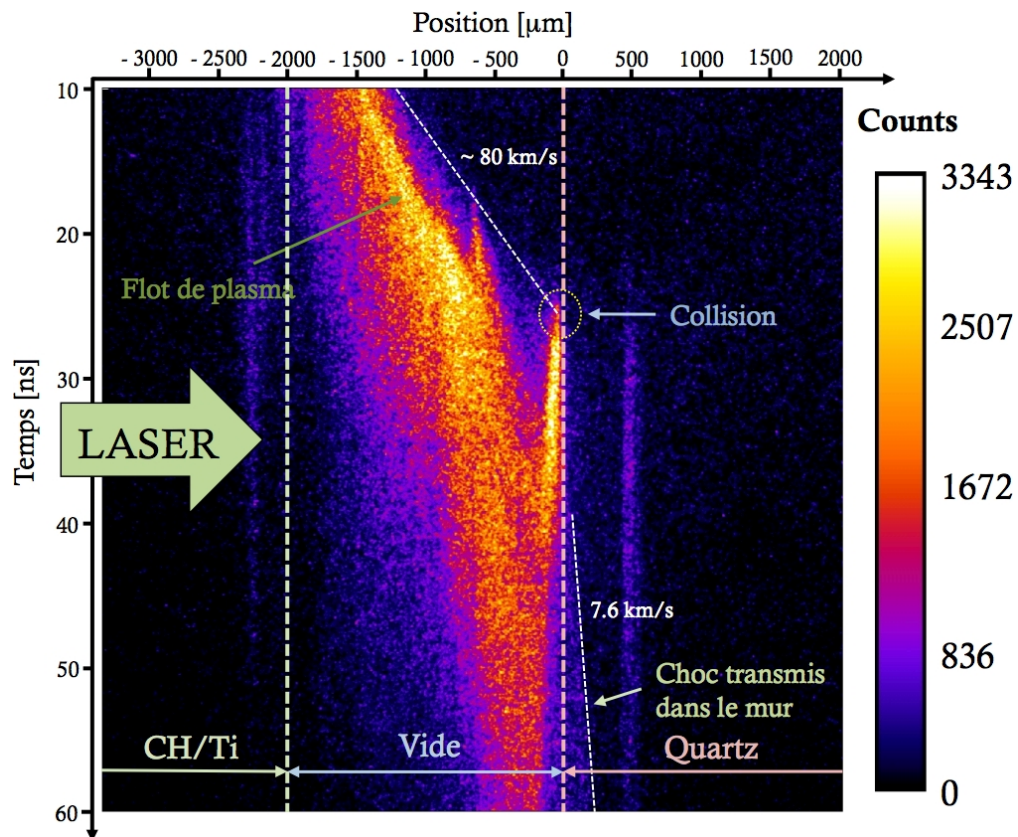 Position [μm]
- 3000 - 2500 - 2000 - 1500 - 1000 - 500 0 500 1000 1500 2000
10
20
30
40
50
60
Temps [ns]
~ 80 km/s
Flot de plasma
Collision
LASER
7.6 km/s
Choc transmis
dans le mur
CH/Ti
Vide
Quartz
Counts
3343
2507
1672
836
0